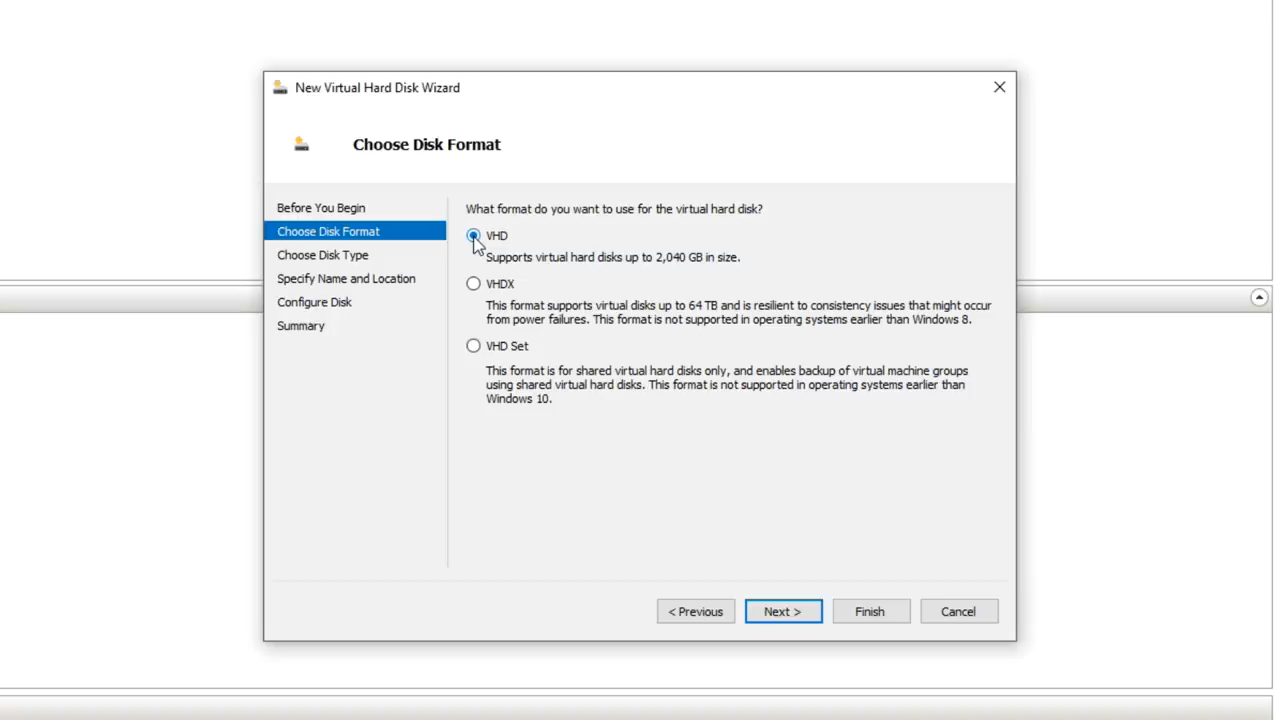 New Virtual Hard Disk Wizard
Choose Disk Format
Before You Begin
Choose Disk Format
Choose Disk Type
Specify Name and Location
Configure Disk
Summary
What format do you want to use for the virtual hard disk?
VHD
Supports virtual hard disks up to 2,040 GB in size.
VHDX
This format supports virtual disks up to 64 TB and is resilient to consistency issues that might occur
from power failures. This format is not supported in operating systems earlier than Windows 8.
VHD Set
This format is for shared virtual hard disks only, and enables backup of virtual machine groups
using shared virtual hard disks. This format is not supported in operating systems earlier than
Windows 10.
< Previous
Next >
Finish
Cancel